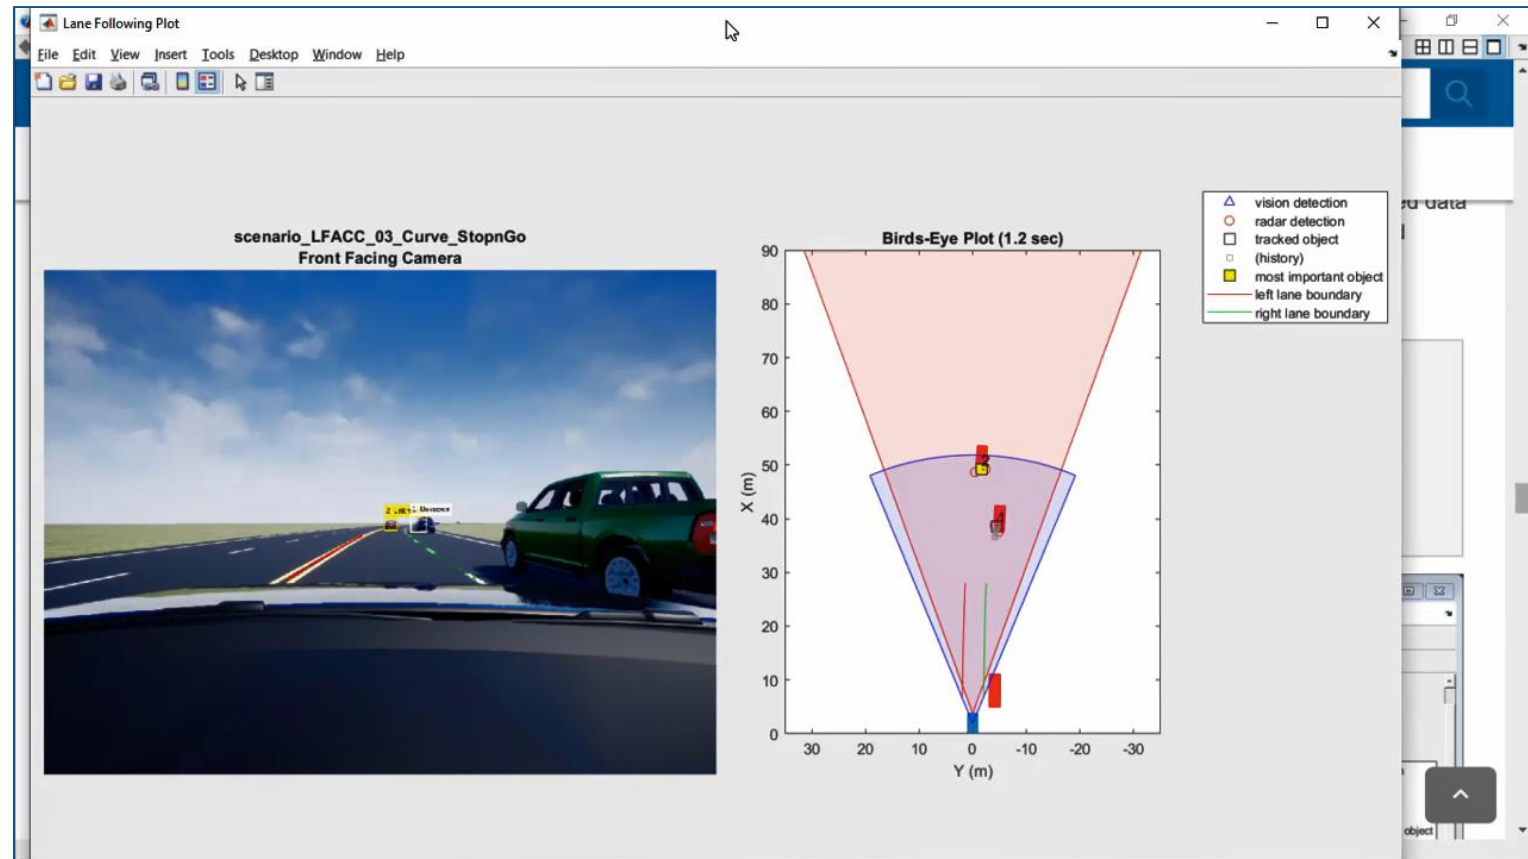 Lane Following Plot
File Edit View Insert Tools Desktop Window Help
scenario_LFACC_03_Curve_StopnGo
Front Facing Camera
Birds-Eye Plot (1.2 sec)
vision detection
radar detection
tracked object
(history)
most important object
left lane boundary
right lane boundary
90
80
70
60
50
40
30
20
10
0
X (m)
30 20 10 0 -10 -20 -30
Y (m)
data
object